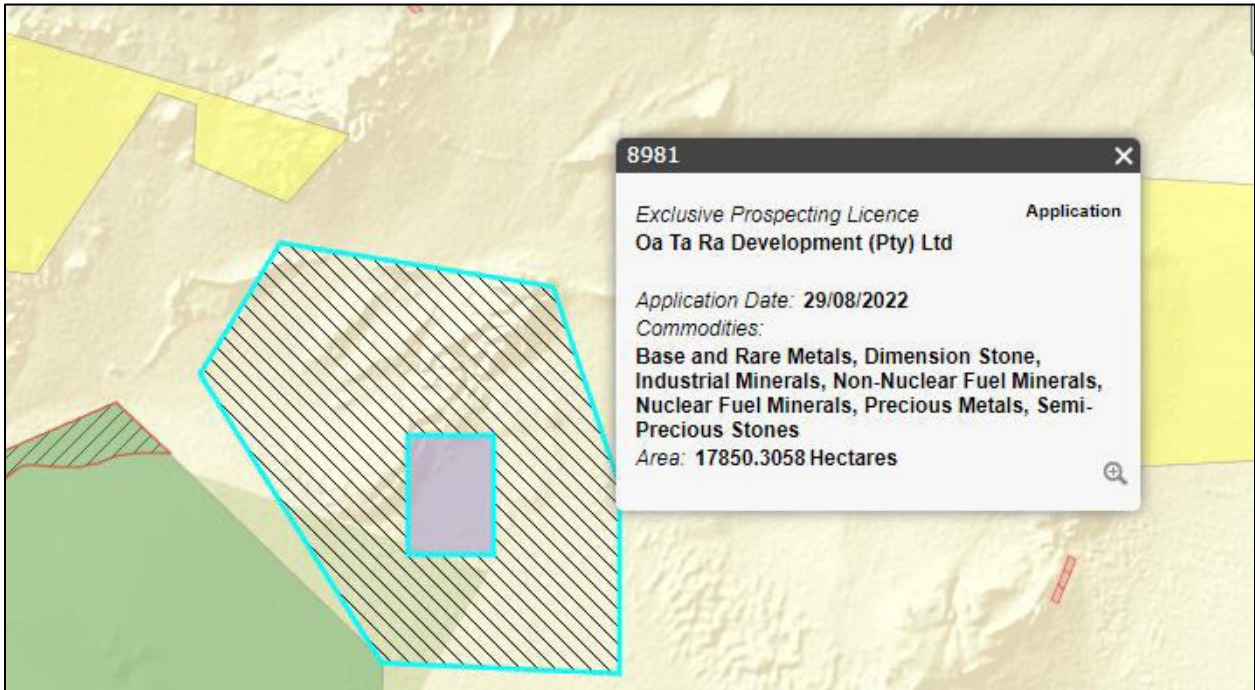 8981
Exclusive Prospecting Licence
Application
Oa Ta Ra Development (Pty) Ltd
Application Date: 29/08/2022
Commodities:
Base and Rare Metals, Dimension Stone,
Industrial Minerals, Non-Nuclear Fuel Minerals,
Nuclear Fuel Minerals, Precious Metals, Semi-
Precious Stones
Area: 17850.3058 Hectares